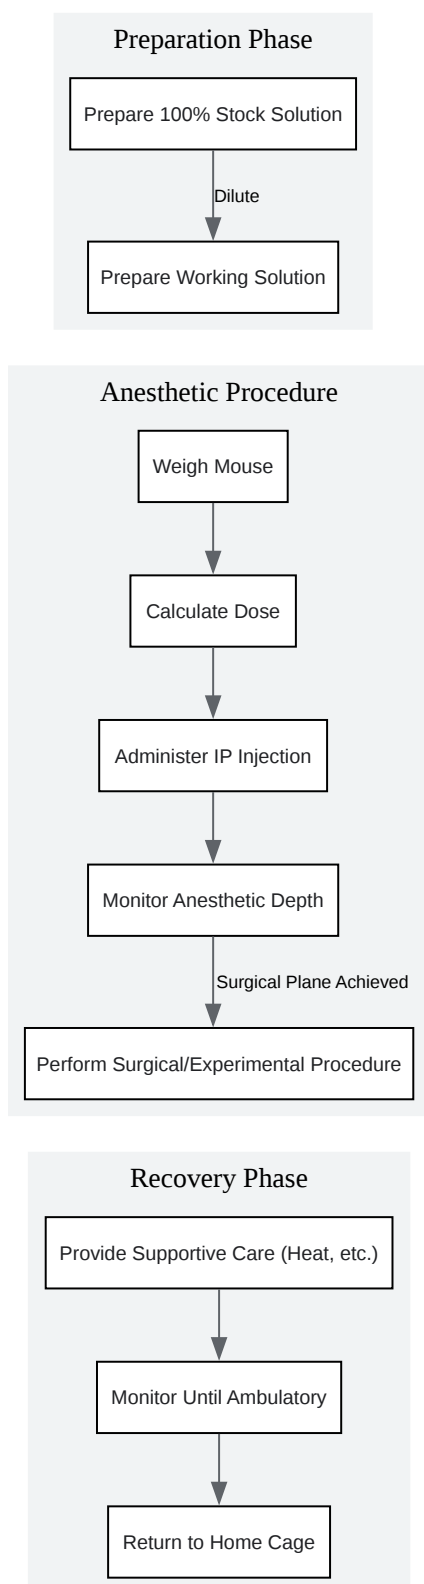 Preparation Phase
Prepare 100% Stock Solution
Dilute
Prepare Working Solution
Anesthetic Procedure
Weigh Mouse
Calculate Dose
Administer IP Injection
Monitor Anesthetic Depth
Surgical Plane Achieved
Perform Surgical/Experimental Procedure
Recovery Phase
Provide Supportive Care (Heat, etc.)
Monitor Until Ambulatory
Return to Home Cage